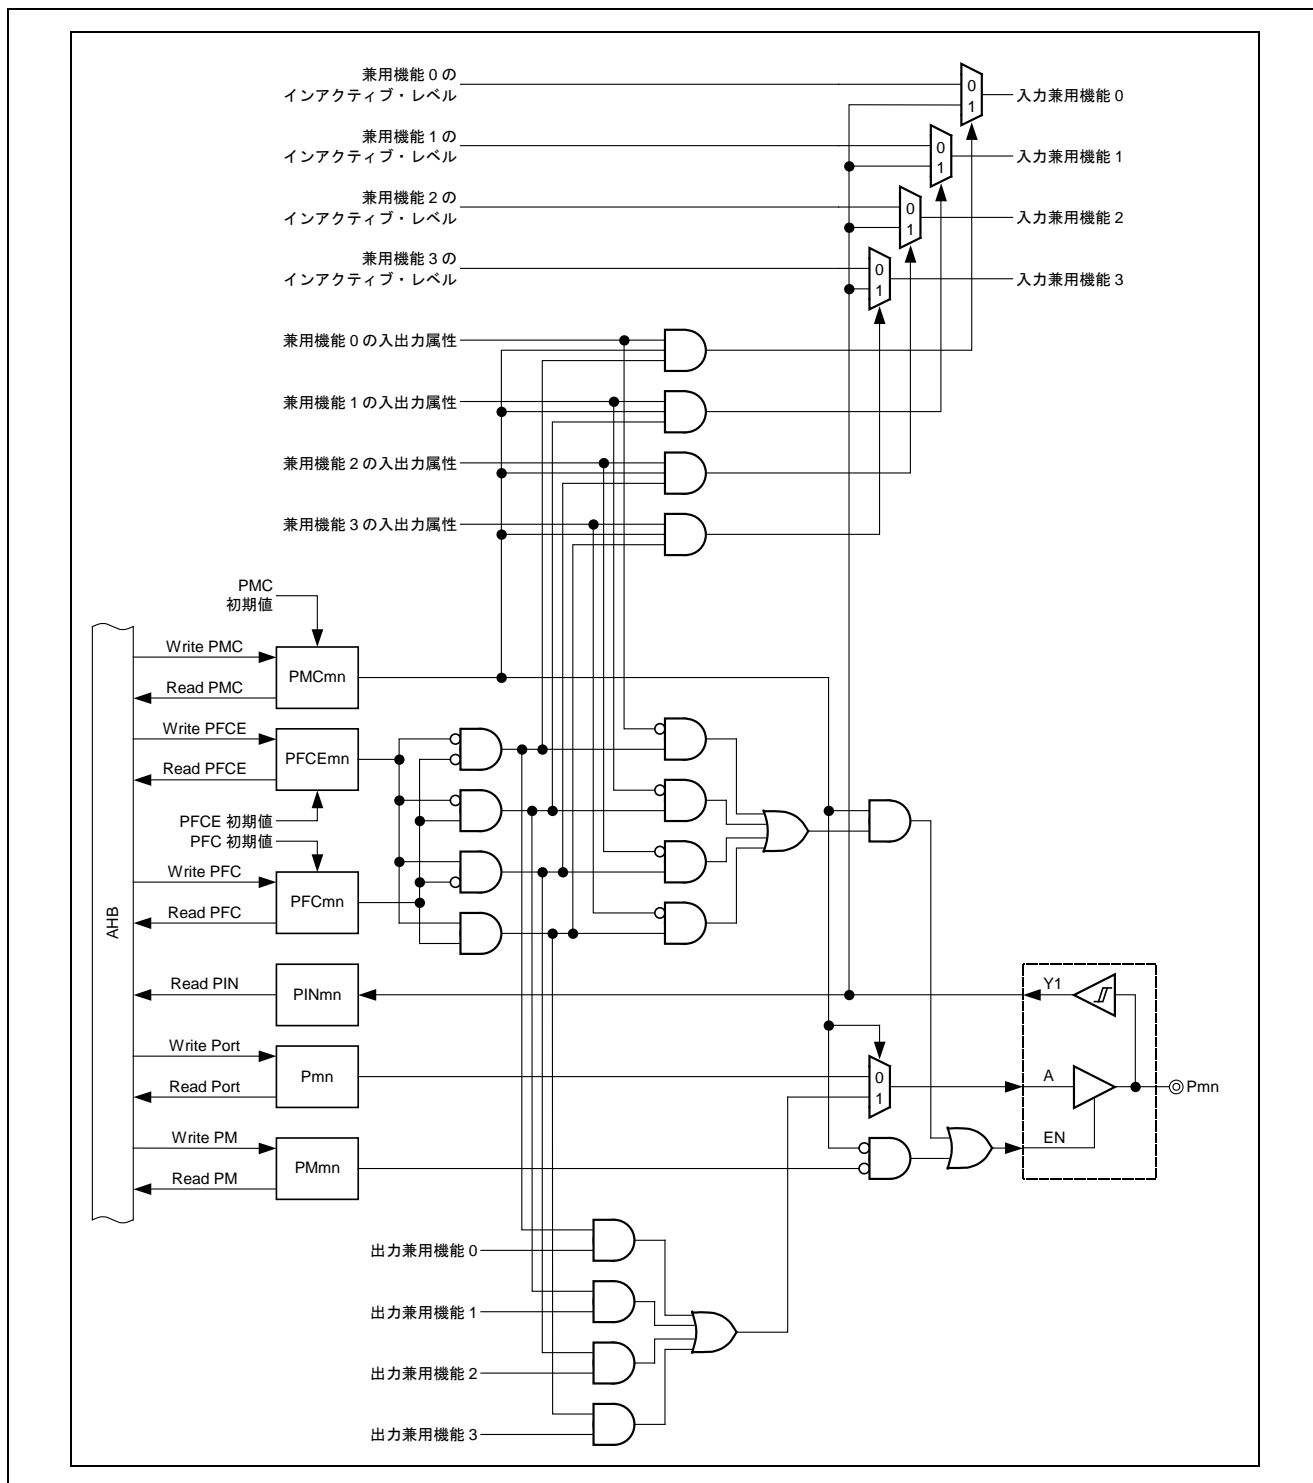 兼用機能0の
インアクティブ・レベル
0
1
入力兼用機能0
兼用機能1の
インアクティブ・レベル
0
1
入力兼用機能1
兼用機能2の
インアクティブ・レベル
0
1
入力兼用機能2
兼用機能3の
インアクティブ・レベル
0
1
入力兼用機能3
兼用機能0の入出力属性
兼用機能1の入出力属性
兼用機能2の入出力属性
兼用機能3の入出力属性
PMC
初期値
AHB
Write PMC
PMCmn
Read PMC
Write PFCE
PFCEmn
Read PFCE
PFCE 初期値
PFC 初期値
Write PFC
PFCmn
Read PFC
Read PIN
PINmn
Y1
Write Port
Pmn
Read Port
0
1
A
Pmn
Write PM
PMmn
Read PM
EN
出力兼用機能0
出力兼用機能1
出力兼用機能2
出力兼用機能3